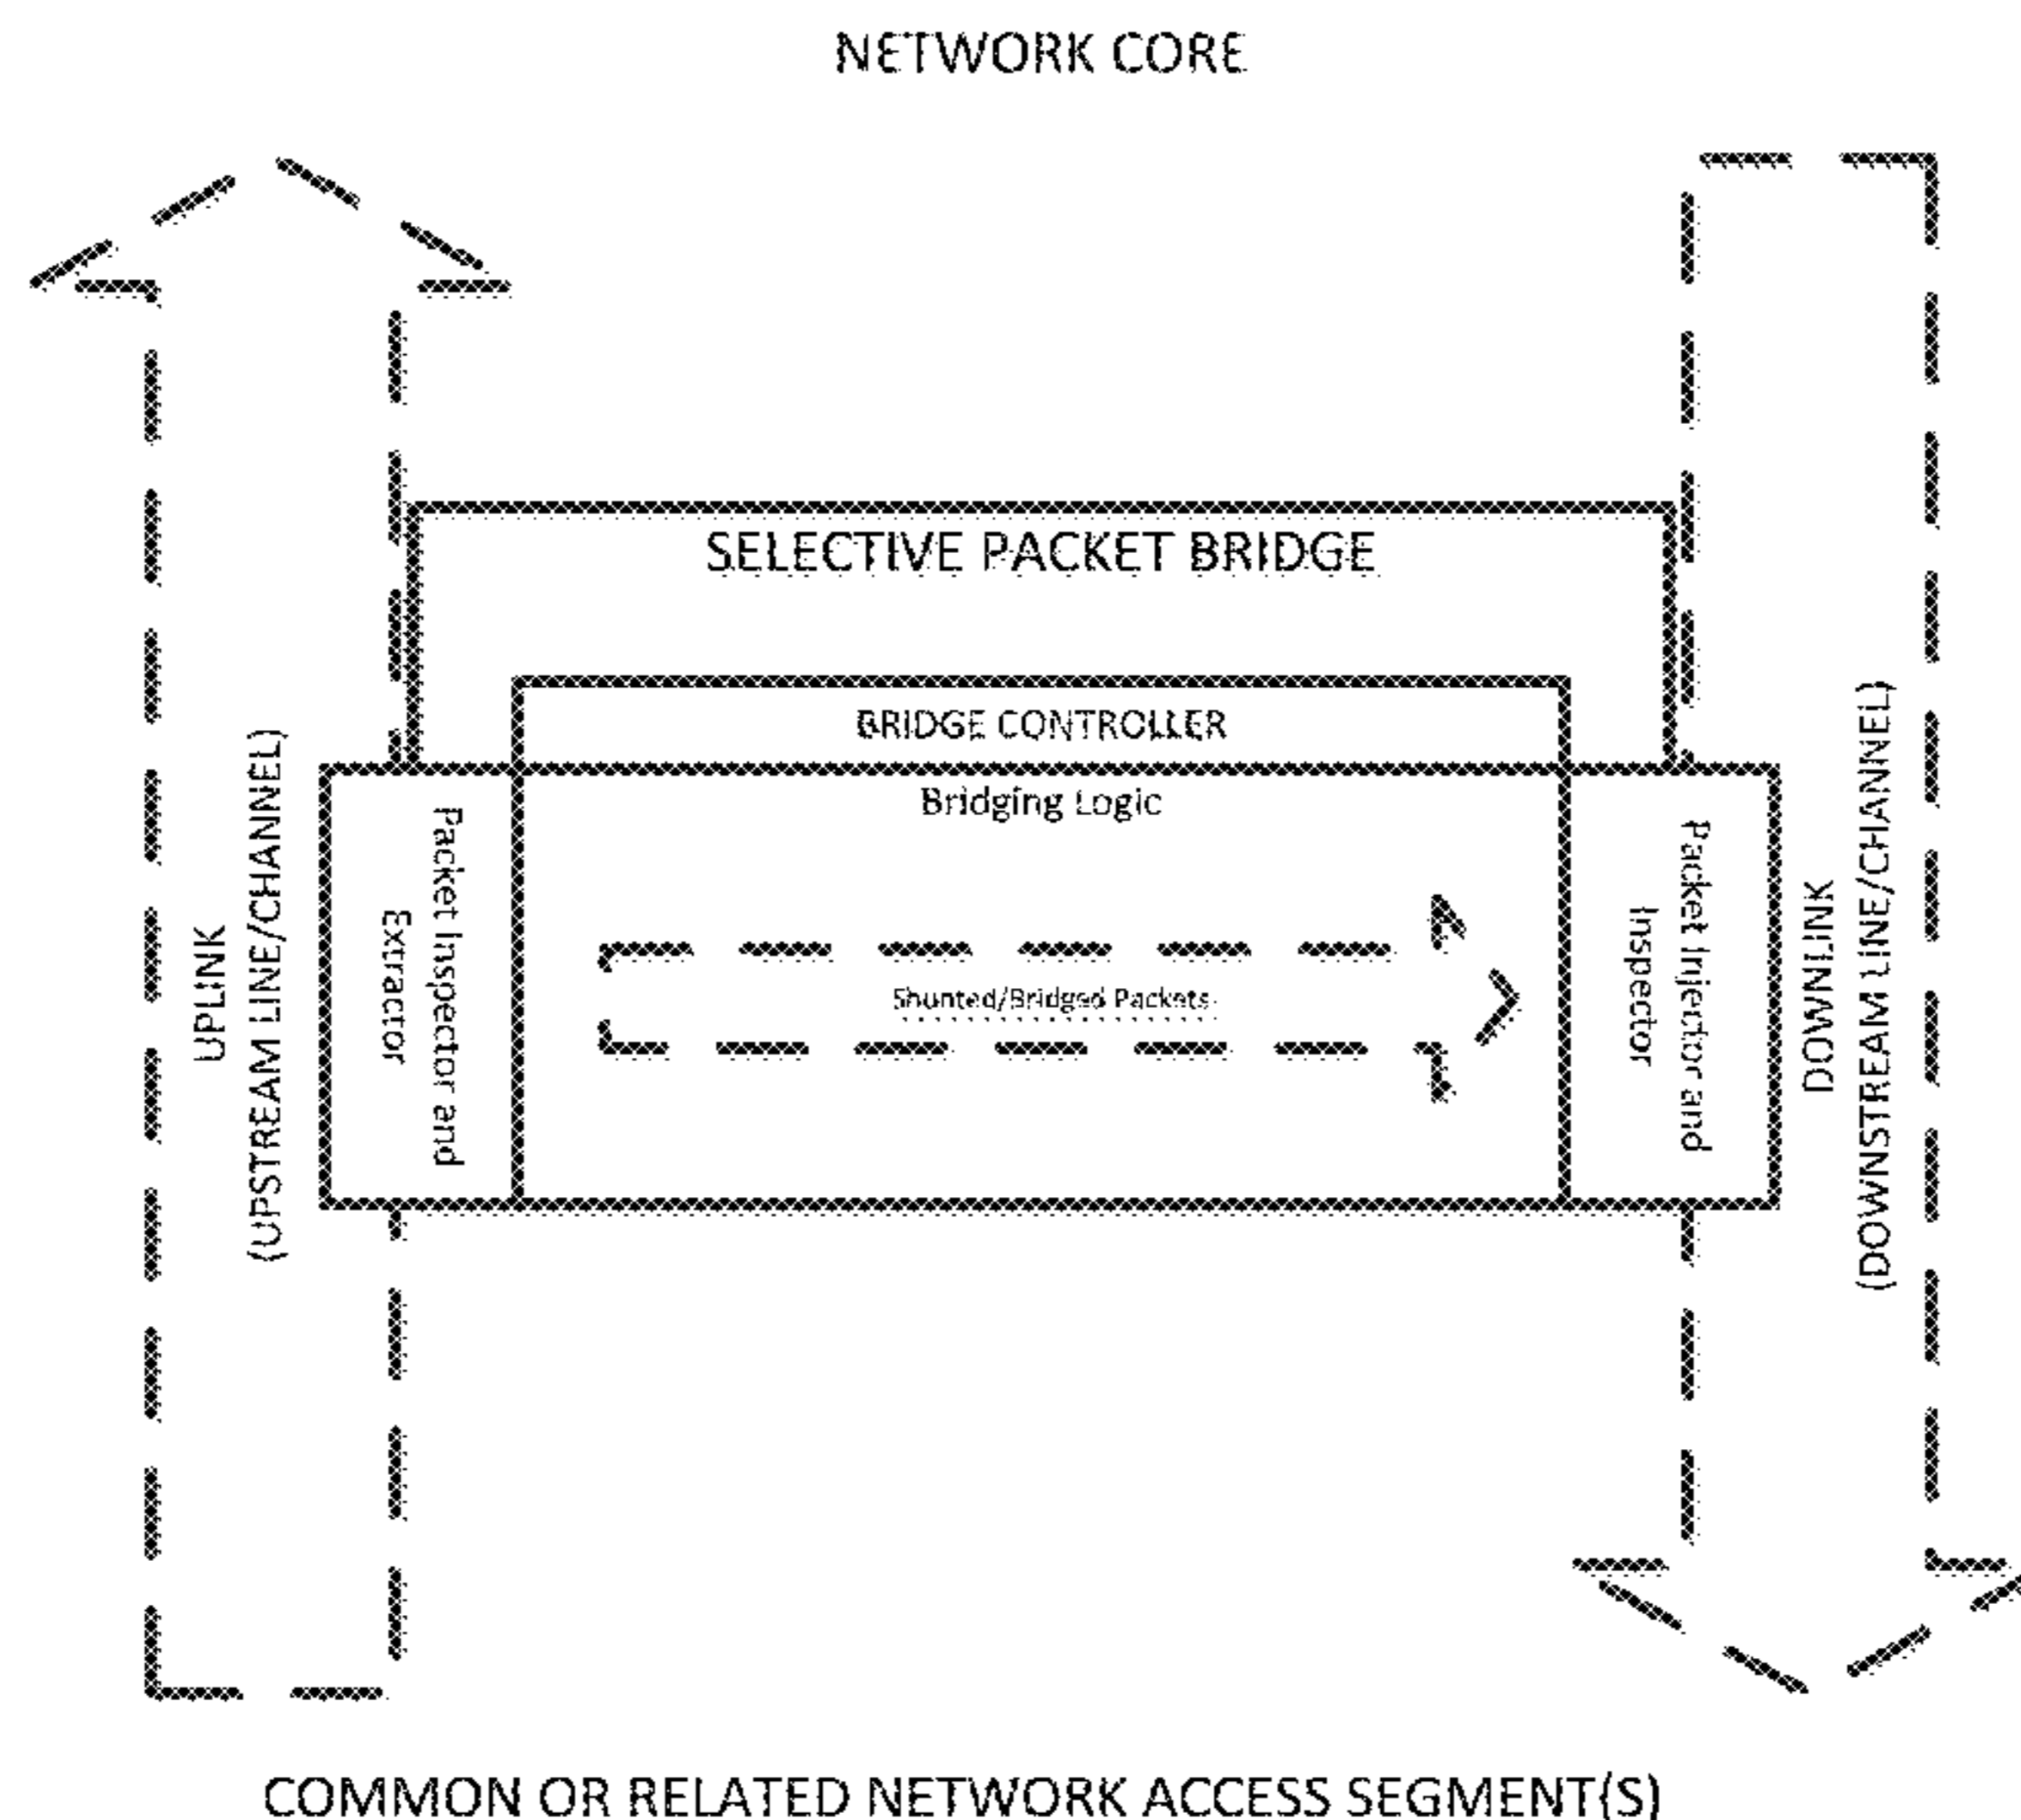 NETWORK CORE
SELECTIVE PACKET BRIDGE
BRIDGE CONTROLLER
Bridging Logic
UPLINK
(UPSTREAM LINE/CHANNEL)
Packet Inspector and
Extractor
Shunted/Bridged Packets
Packet Injector and
Inspector
DOWNLINK
(DOWNSTREAM LINE/CHANNEL)
COMMON OR RELATED NETWORK ACCESS SEGMENT(S)